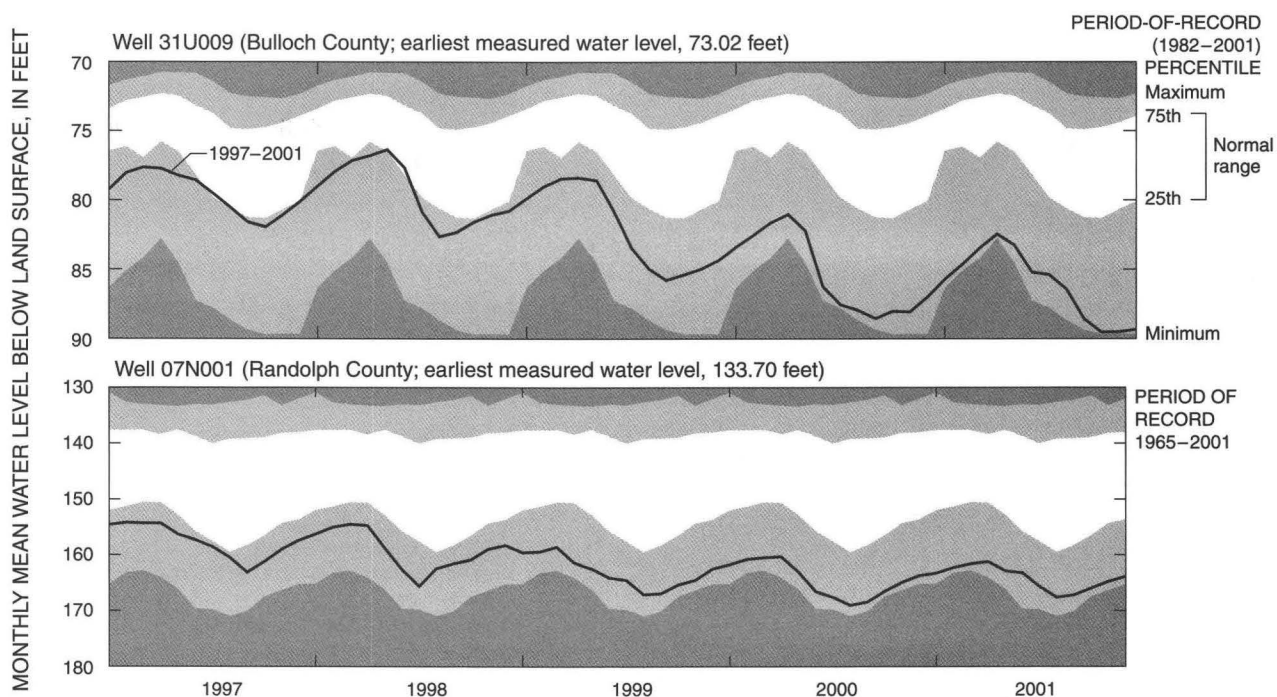 MONTHLY MEAN WATER LEVEL BELOW LAND SURFACE, IN FEET
Well 31U009 (Bulloch County; earliest measured water level, 73.02 feet)
PERIOD-OF-RECORD
(1982–2001)
PERCENTILE
Maximum
75th
Normal
range
25th
Minimum
70
75
80
85
90
1997–2001
Well 07N001 (Randolph County; earliest measured water level, 133.70 feet)
130
140
150
160
170
180
PERIOD OF
RECORD
1965–2001
1997
1998
1999
2000
2001